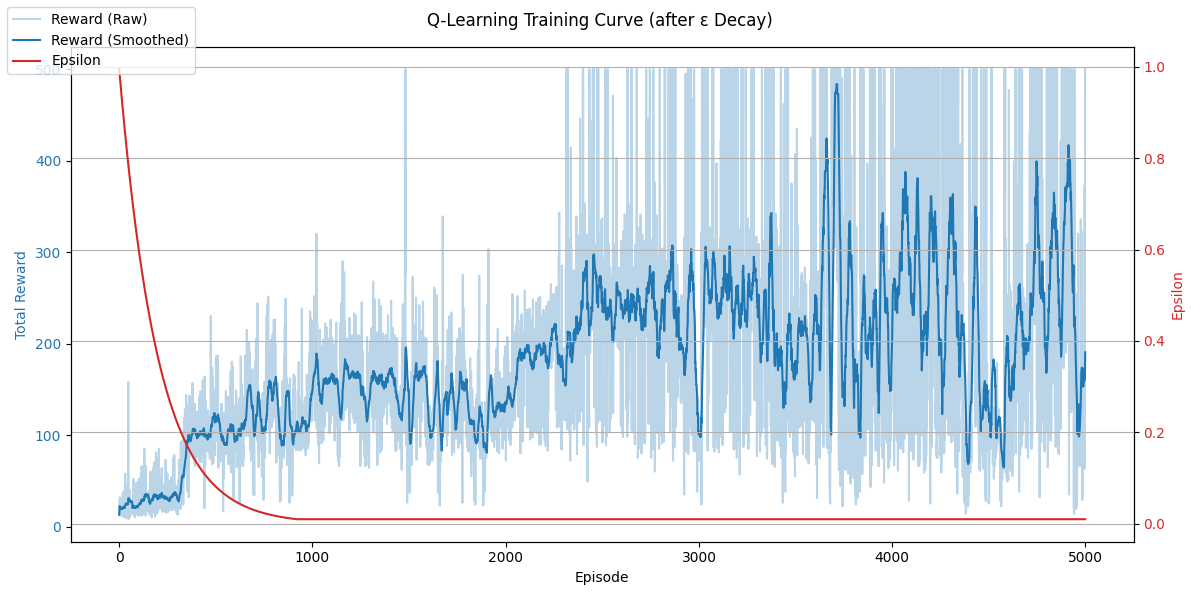 Q-Learning Training Curve (after ε Decay)
Reward (Raw)
Reward (Smoothed)
Epsilon
500
400
300
200
100
0
Total Reward
1.0
0.8
0.6
0.4
0.2
0.0
Epsilon
0 1000 2000 3000 4000 5000
Episode